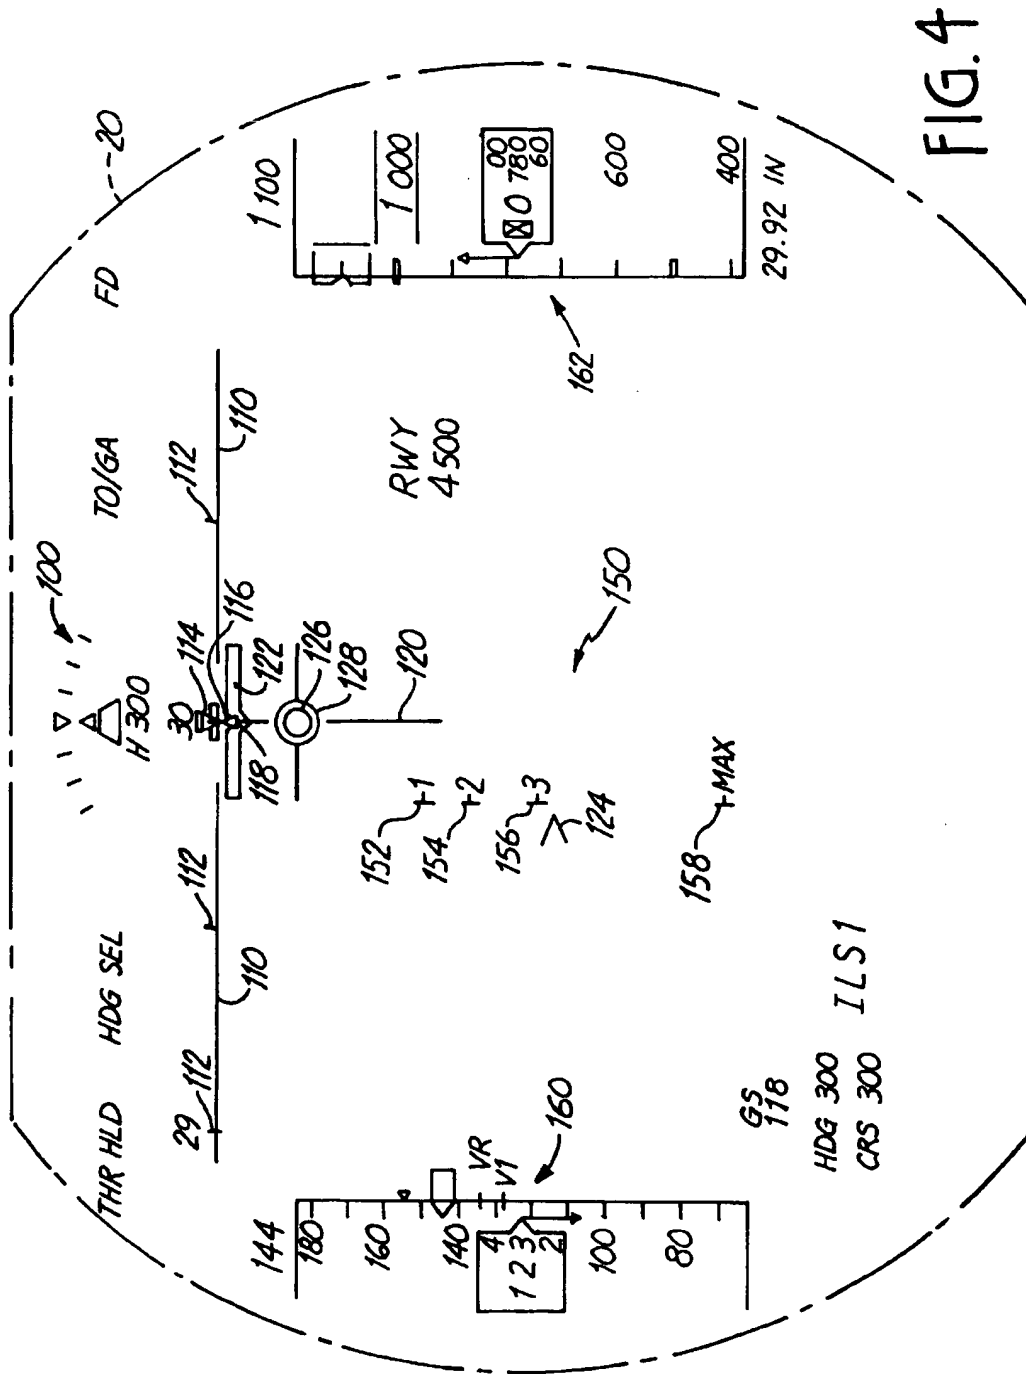 20
THR HLD HDG SEL TO/GA FD
100
H 300
29 112 112 30 114 116 112
110 110
118 122
126
128
120
144
180
160
140
VR
V1
4
1 2 3
2
100
80
160
1 100
1 000
00
0 780
60
600
400
29.92 IN
162
RWY
4500
152 +1
154 +2
156 +3
124
150
158 +MAX
GS
118
HDG 300
CRS 300 ILS1
FIG. 4